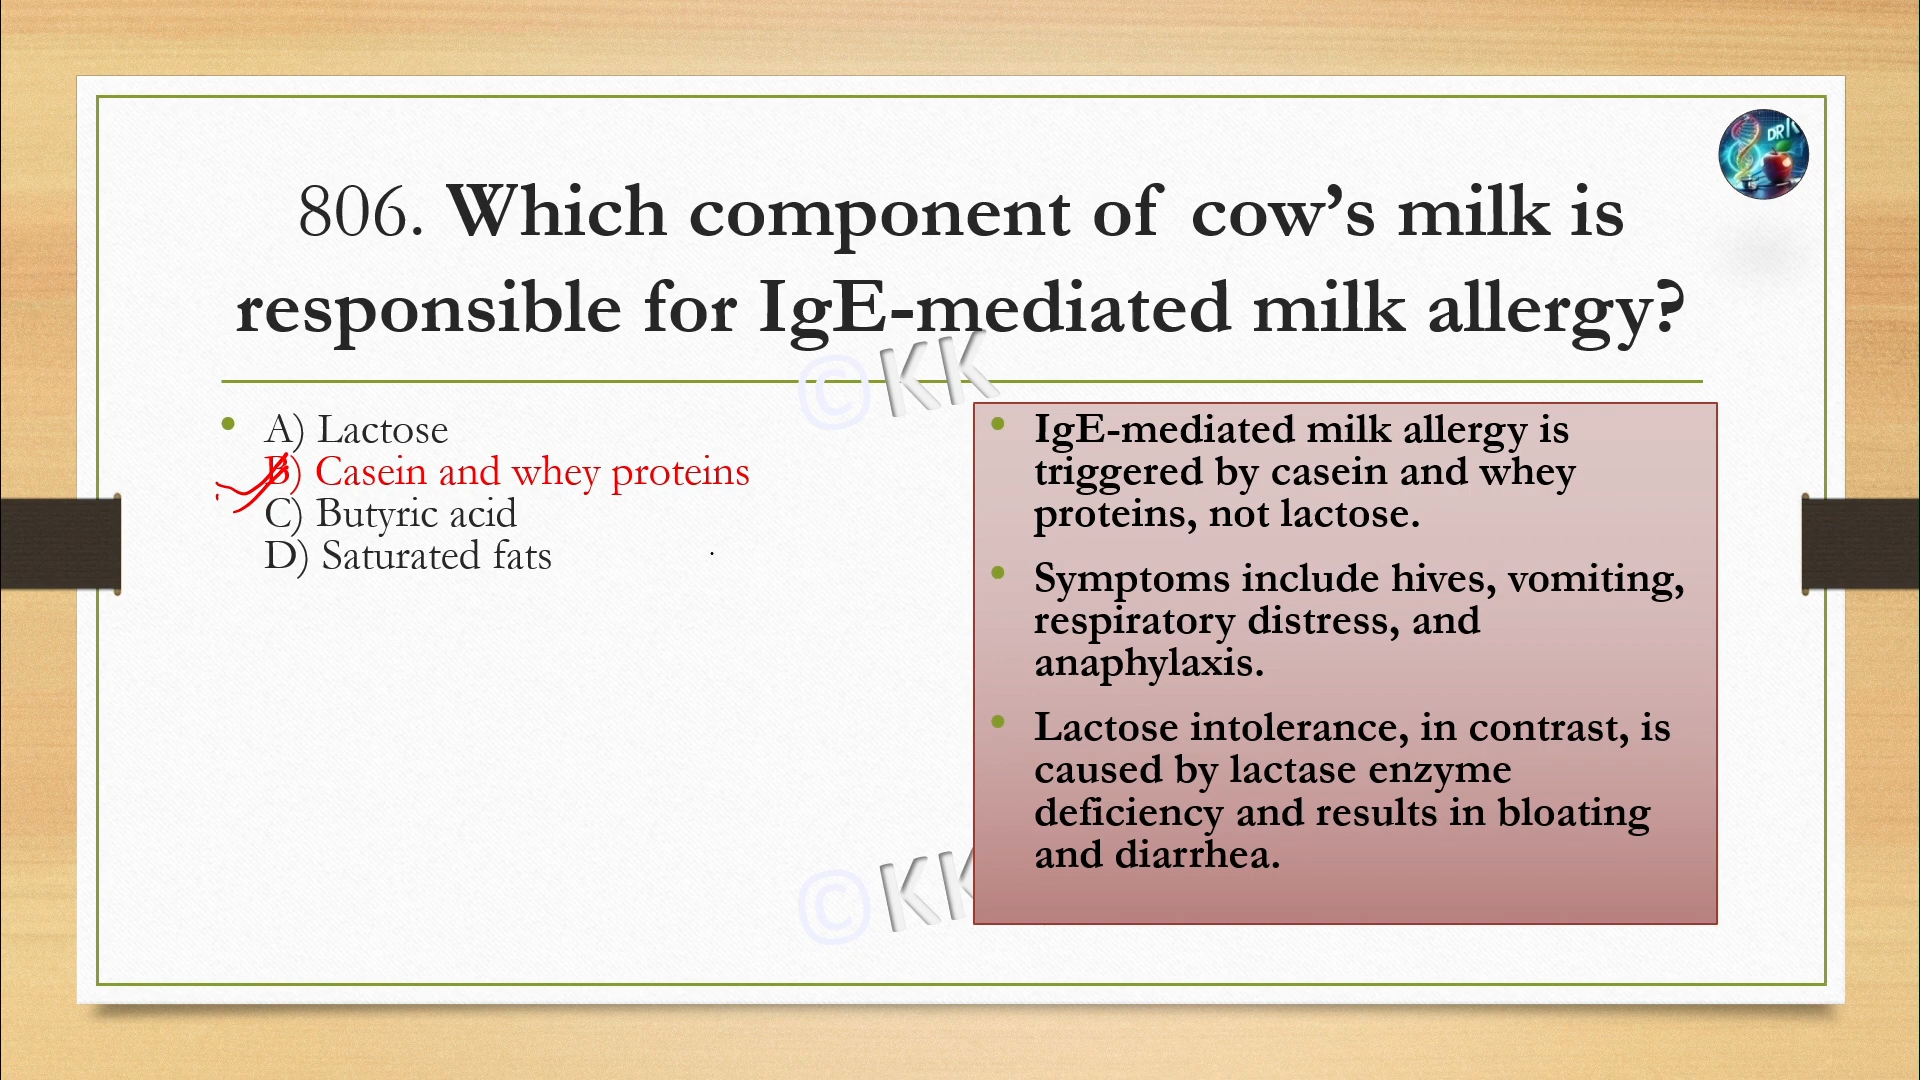 DR
806. Which component of cow’s milk is
responsible for IgE-mediated milk allergy?
©KK
• A) Lactose
B) Casein and whey proteins
C) Butyric acid
D) Saturated fats
• IgE-mediated milk allergy is
triggered by casein and whey
proteins, not lactose.
• Symptoms include hives, vomiting,
respiratory distress, and
anaphylaxis.
• Lactose intolerance, in contrast, is
caused by lactase enzyme
deficiency and results in bloating
and diarrhea.
©KK